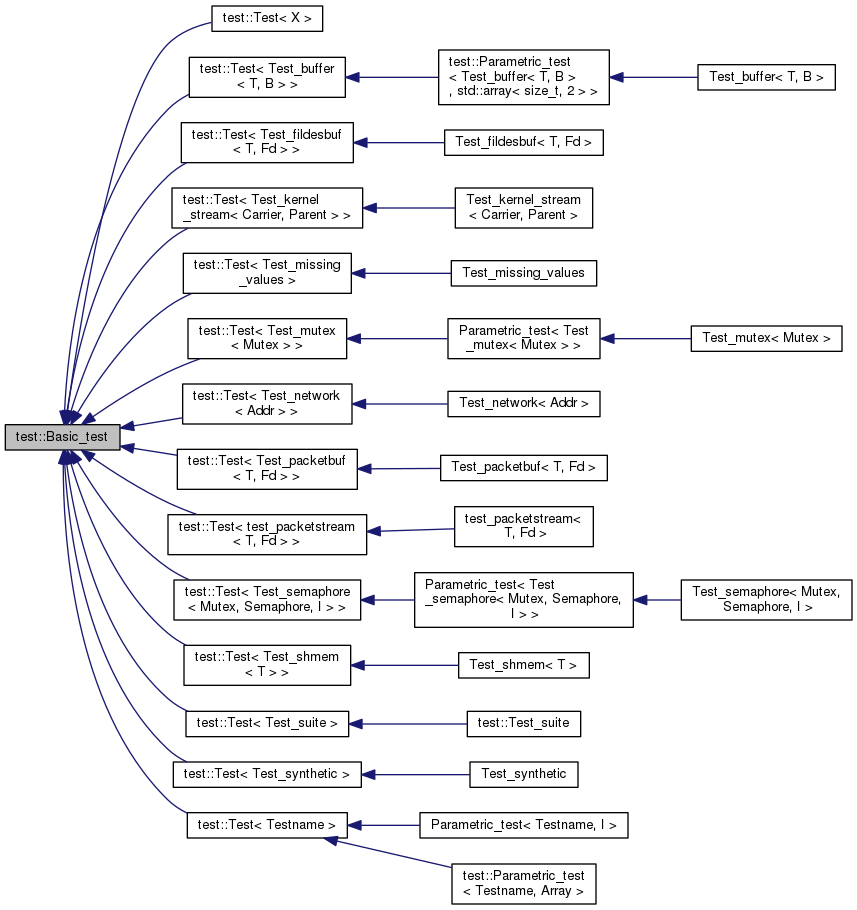 test::Test< X >
test::Test< Test_buffer
< T, B > >
test::Parametric_test
< Test_buffer< T, B >
, std::array< size_t, 2 > >
Test_buffer< T, B >
test::Test< Test_fildesbuf
< T, Fd > >
Test_fildesbuf< T, Fd >
test::Test< Test_kernel
_stream< Carrier, Parent > >
Test_kernel_stream
< Carrier, Parent >
test::Test< Test_missing
_values >
Test_missing_values
test::Test< Test_mutex
< Mutex > >
Parametric_test< Test
_mutex< Mutex > >
Test_mutex< Mutex >
test::Test< Test_network
< Addr > >
Test_network< Addr >
test::Basic_test
test::Test< Test_packetbuf
< T, Fd > >
Test_packetbuf< T, Fd >
test::Test< test_packetstream
< T, Fd > >
test_packetstream<
T, Fd >
test::Test< Test_semaphore
< Mutex, Semaphore, I > >
Parametric_test< Test
_semaphore< Mutex, Semaphore,
I > >
Test_semaphore< Mutex,
Semaphore, I >
test::Test< Test_shmem
< T > >
Test_shmem< T >
test::Test< Test_suite >
test::Test_suite
test::Test< Test_synthetic >
Test_synthetic
test::Test< Testname >
Parametric_test< Testname, I >
test::Parametric_test
< Testname, Array >